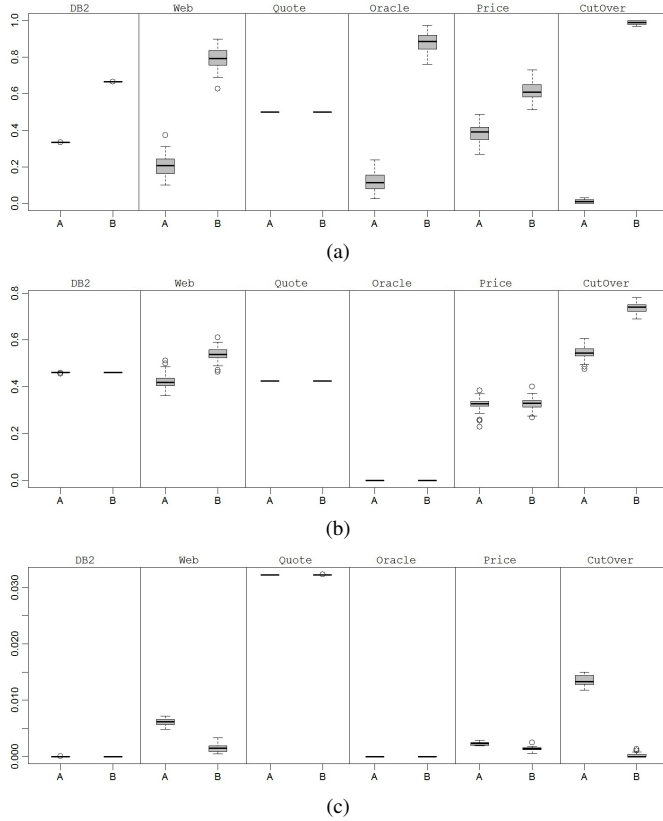 DB2 Web Quote Oracle Price CutOver
1.0
0.8
0.6
0.4
0.2
0.0
A B A B A B A B A B A B
(a)
DB2 Web Quote Oracle Price CutOver
0.8
0.6
0.4
0.2
0.0
A B A B A B A B A B A B
(b)
DB2 Web Quote Oracle Price CutOver
0.030
0.020
0.010
0.000
A B A B A B A B A B A B
(c)